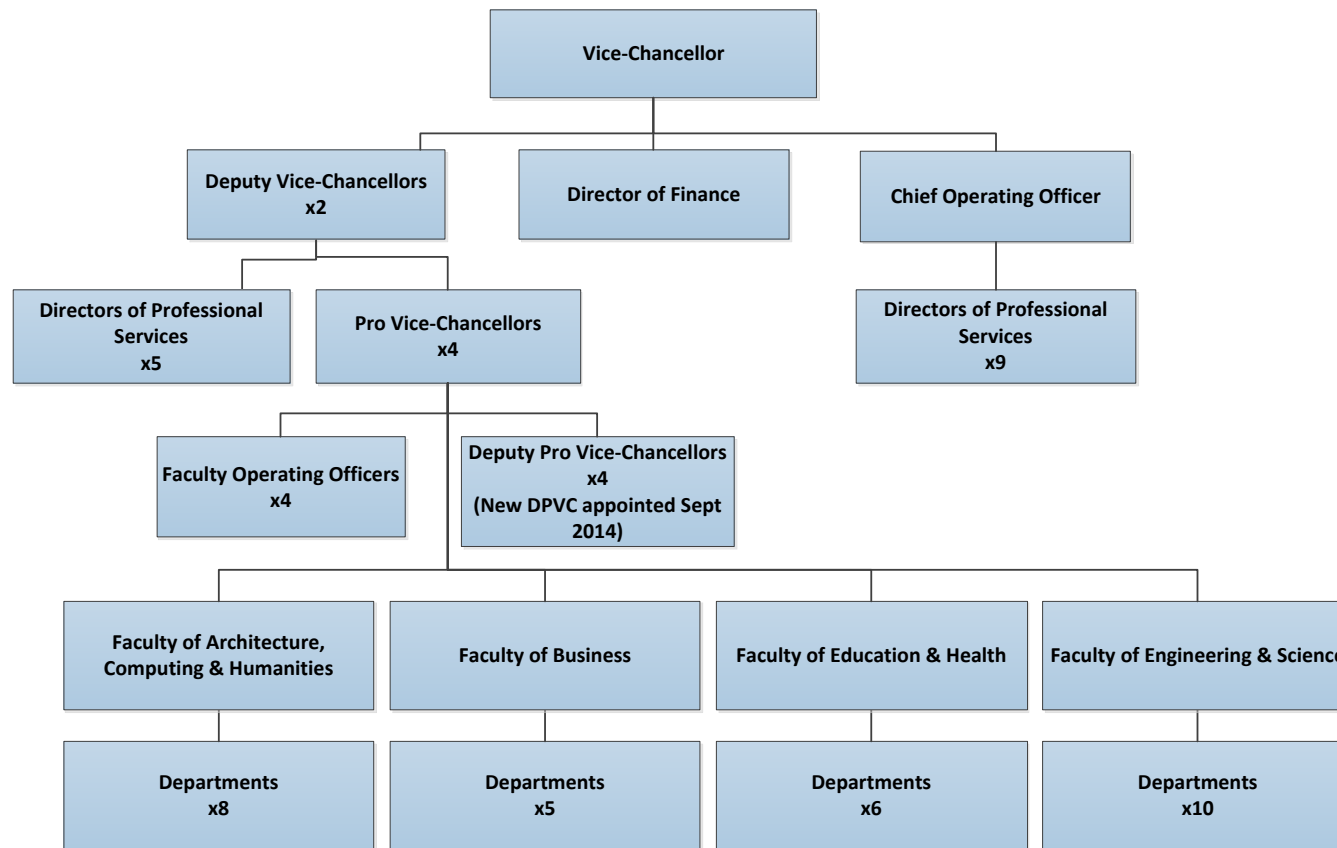 Vice-Chancellor
Deputy Vice-Chancellors
x2
Director of Finance
Chief Operating Officer
Directors of Professional
Services
x5
Pro Vice-Chancellors
x4
Directors of Professional
Services
x9
Faculty Operating Officers
x4
Deputy Pro Vice-Chancellors
x4
(New DPVC appointed Sept
2014)
Faculty of Architecture,
Computing & Humanities
Faculty of Business
Faculty of Education & Health
Faculty of Engineering & Science
Departments
x8
Departments
x5
Departments
x6
Departments
x10